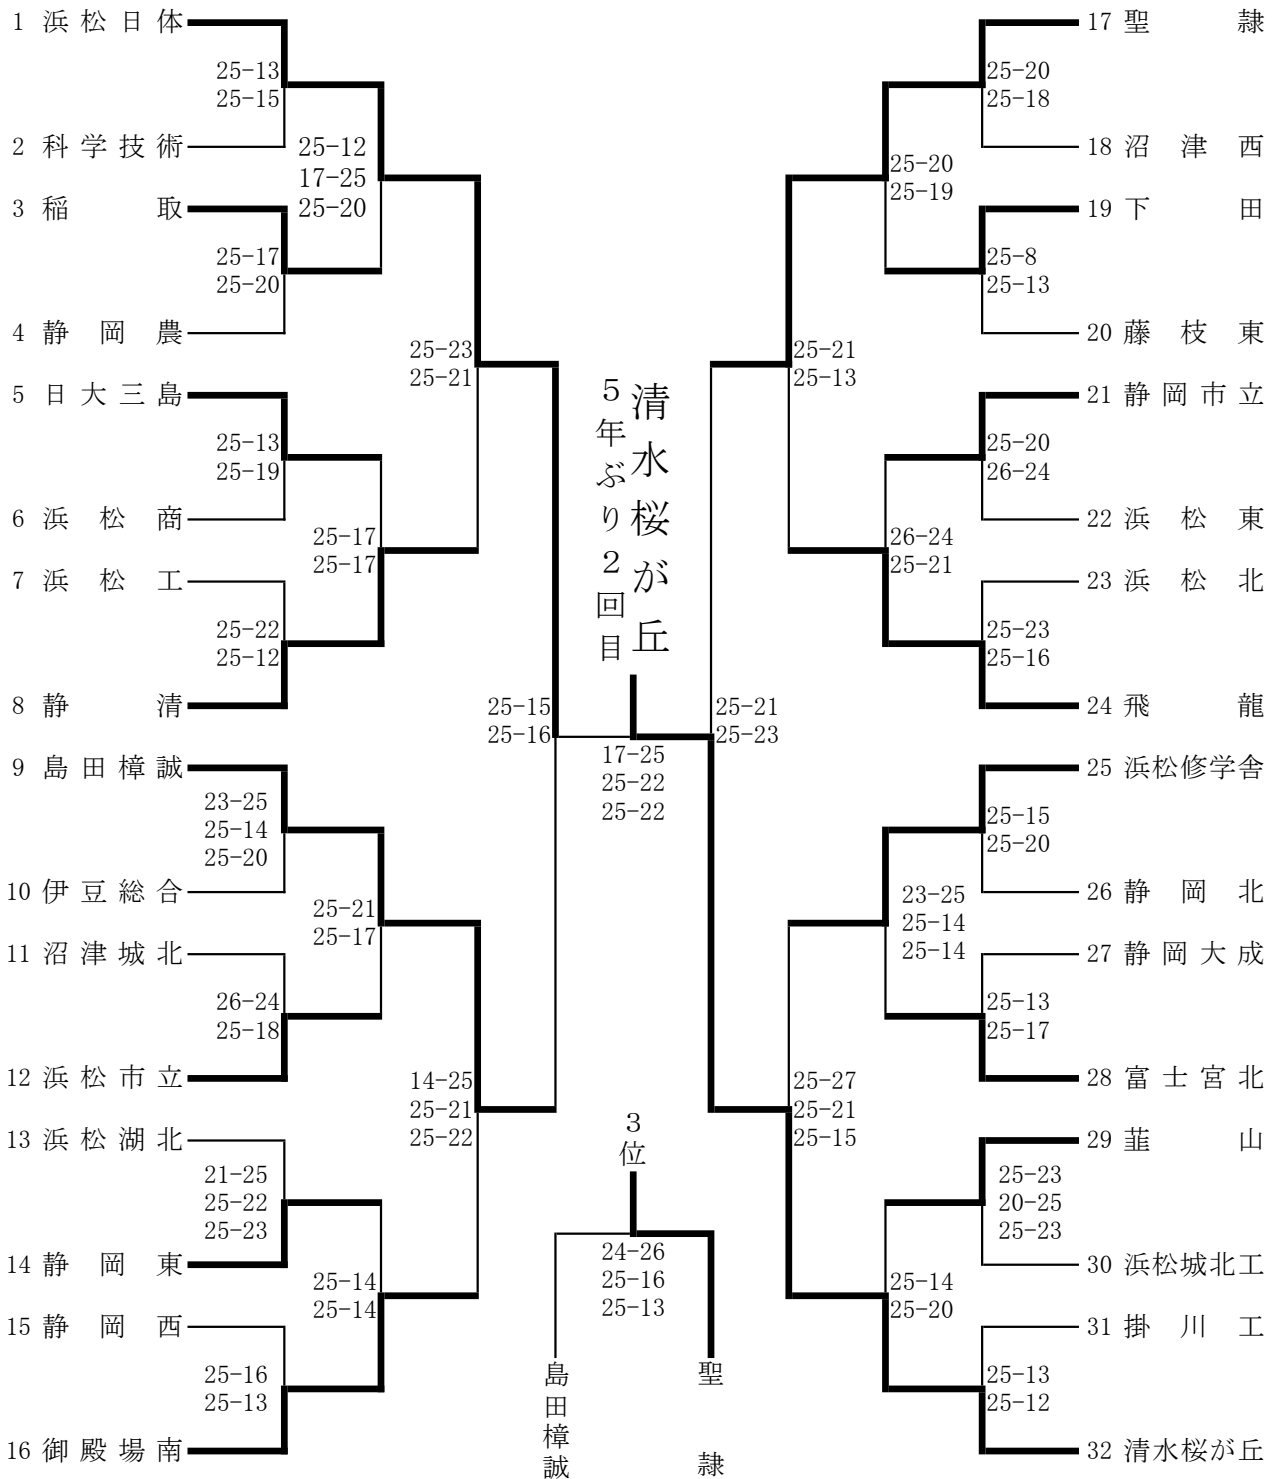 1 浜松日体
25-13
25-15
2 科学技術
25-12
17-25
25-20
3 稲取
25-17
25-20
4 静岡農
25-23
25-21
5 日大三島
25-13
25-19
6 浜松商
25-17
25-17
7 浜松工
25-22
25-12
8 静清
25-15
25-16
9 島田樟誠
23-25
25-14
25-20
10 伊豆総合
25-21
25-17
11 沼津城北
26-24
25-18
12 浜松市立
14-25
25-21
25-22
13 浜松湖北
21-25
25-22
25-23
14 静岡東
25-14
25-14
15 静岡西
25-16
25-13
16 御殿場南
清水桜が丘
5年ぶり2回目
17-25
25-22
25-22
3位
24-26
25-16
25-13
島田樟誠
聖隷
17 聖隷
25-20
25-18
18 沼津西
25-20
25-19
19 下田
25-8
25-13
20 藤枝東
25-21
25-13
21 静岡市立
25-20
26-24
22 浜松東
26-24
25-21
23 浜松北
25-23
25-16
24 飛龍
25-21
25-23
25 浜松修学舎
25-15
25-20
26 静岡北
23-25
25-14
25-14
27 静岡大成
25-13
25-17
28 富士宮北
25-27
25-21
25-15
29 韮山
25-23
20-25
25-23
30 浜松城北工
25-14
25-20
31 掛川工
25-13
25-12
32 清水桜が丘